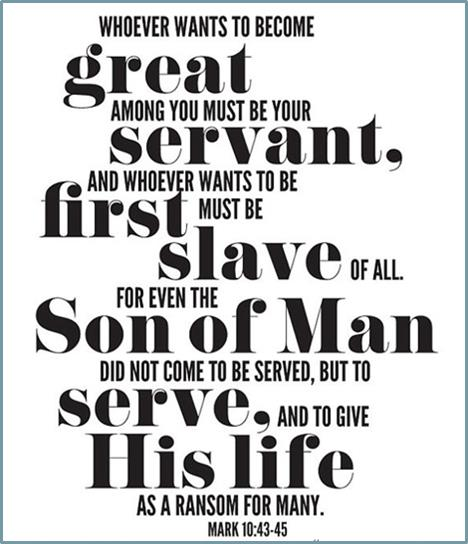 WHOEVER WANTS TO BECOME
great
AMONG YOU MUST BE YOUR
servant,
AND WHOEVER WANTS TO BE
first MUST BE
slave OF ALL.
FOR EVEN THE
Son of Man
DID NOT COME TO BE SERVED, BUT TO
serve, AND TO GIVE
His life
AS A RANSOM FOR MANY.
MARK 10:43-45